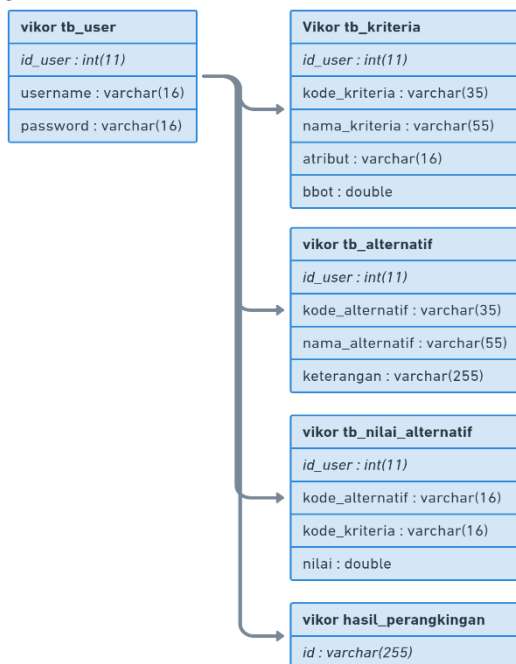 vikor tb_user
id_user : int(11)
username : varchar(16)
password : varchar(16)
Vikor tb_kriteria
id_user : int(11)
kode_kriteria : varchar(35)
nama_kriteria : varchar(55)
atribut : varchar(16)
bbot : double
vikor tb_alternatif
id_user : int(11)
kode_alternatif : varchar(35)
nama_alternatif : varchar(55)
keterangan : varchar(255)
vikor tb_nilai_alternatif
id_user : int(11)
kode_alternatif : varchar(16)
kode_kriteria : varchar(16)
nilai : double
vikor hasil_perangkingan
id : varchar(255)